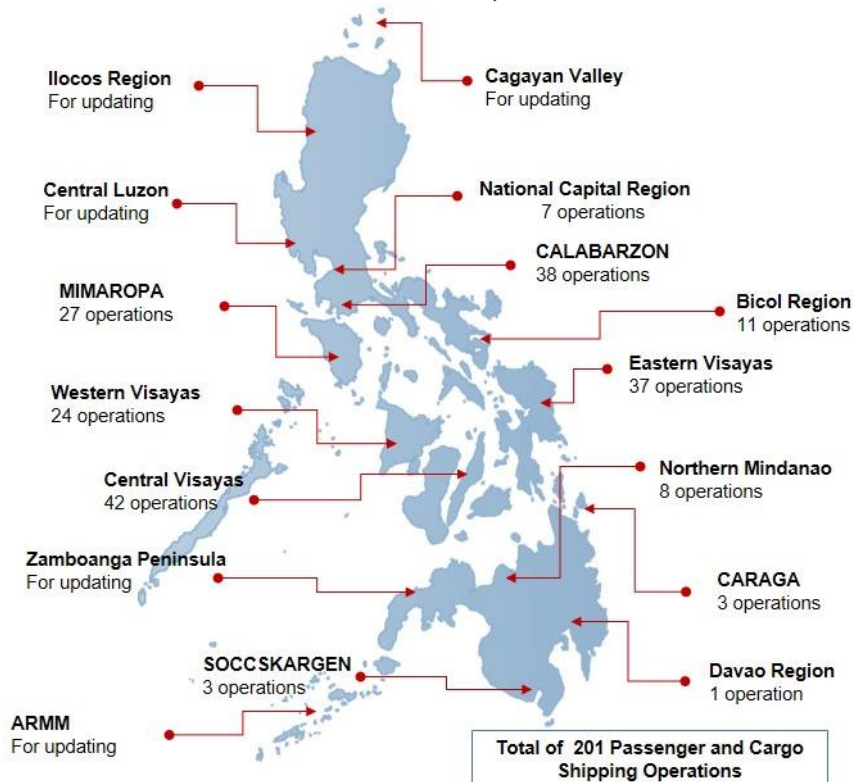 Ilocos Region
For updating
Cagayan Valley
For updating
Central Luzon
For updating
National Capital Region
7 operations
CALABARZON
38 operations
MIMAROPA
27 operations
Bicol Region
11 operations
Eastern Visayas
37 operations
Western Visayas
24 operations
Central Visayas
42 operations
Northern Mindanao
8 operations
Zamboanga Peninsula
For updating
CARAGA
3 operations
SOCCSKARGEN
3 operations
Davao Region
1 operation
ARMM
For updating
Total of 201 Passenger and Cargo
Shipping Operations